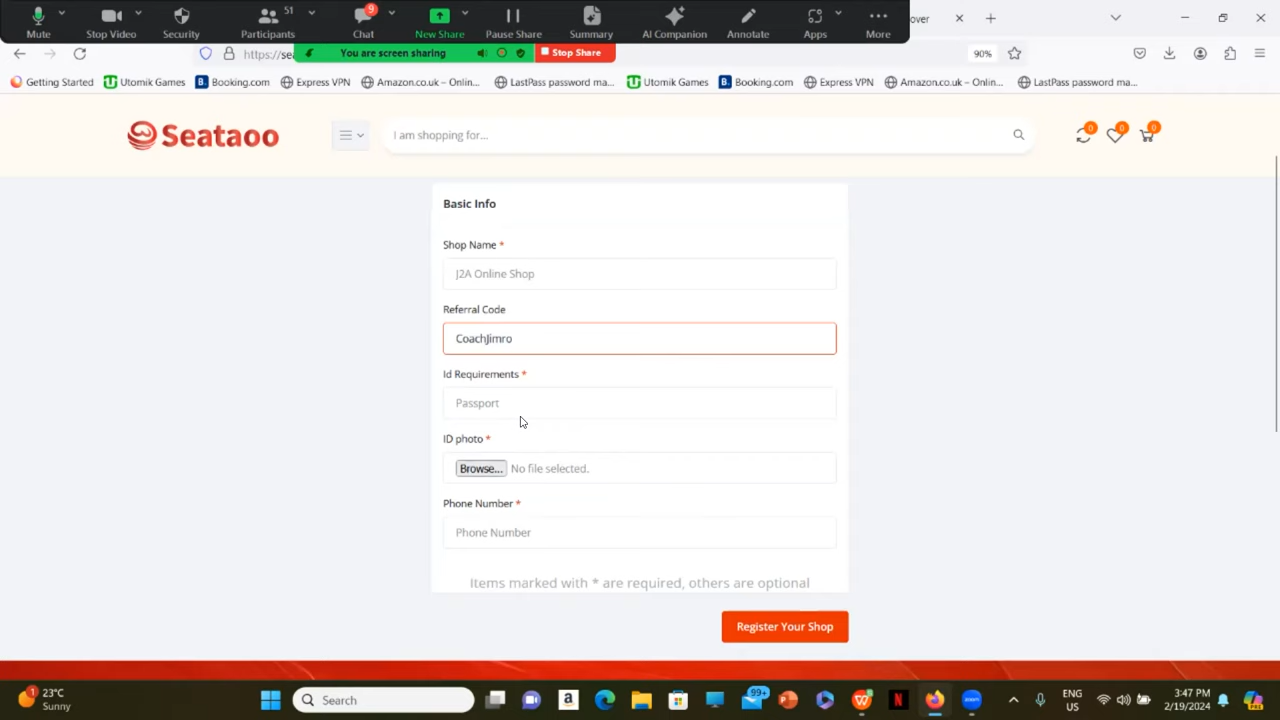 51
9
Mute
Stop Video
Security
Participants
Chat
New Share
Pause Share
Summary
AI Companion
Annotate
Apps
More
over
https://sea
You are screen sharing
Stop Share
90%
Getting Started
Utomik Games
Booking.com
Express VPN
Amazon.co.uk – Onlin...
LastPass password ma...
Utomik Games
Booking.com
Express VPN
Amazon.co.uk – Onlin...
LastPass password ma...
Seataoo
I am shopping for...
0
0
0
Basic Info
Shop Name *
J2A Online Shop
Referral Code
CoachJimro
Id Requirements *
Passport
ID photo *
Browse... No file selected.
Phone Number *
Phone Number
Items marked with * are required, others are optional
Register Your Shop
1
23°C
Sunny
Search
99+
ENG
US
3:47 PM
2/19/2024